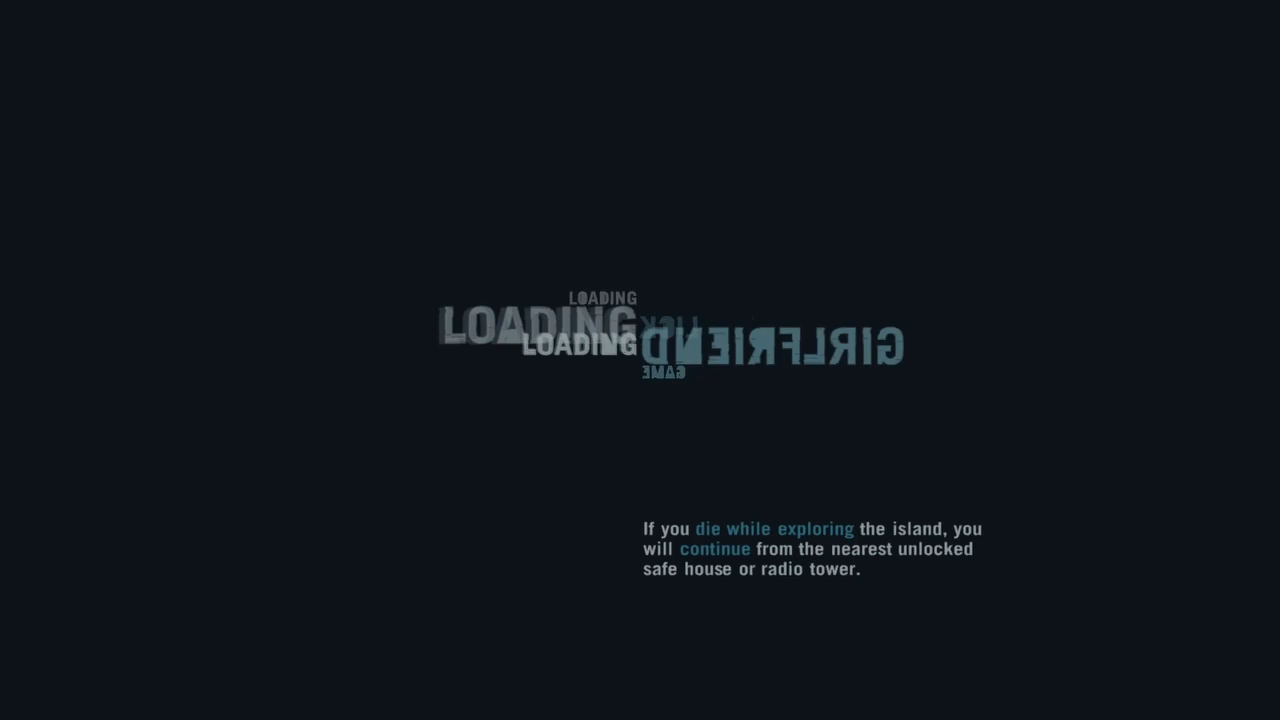 LOADING
LOADING
LOADING
GIRLFRIEND
GAME
If you die while exploring the island, you
will continue from the nearest unlocked
safe house or radio tower.